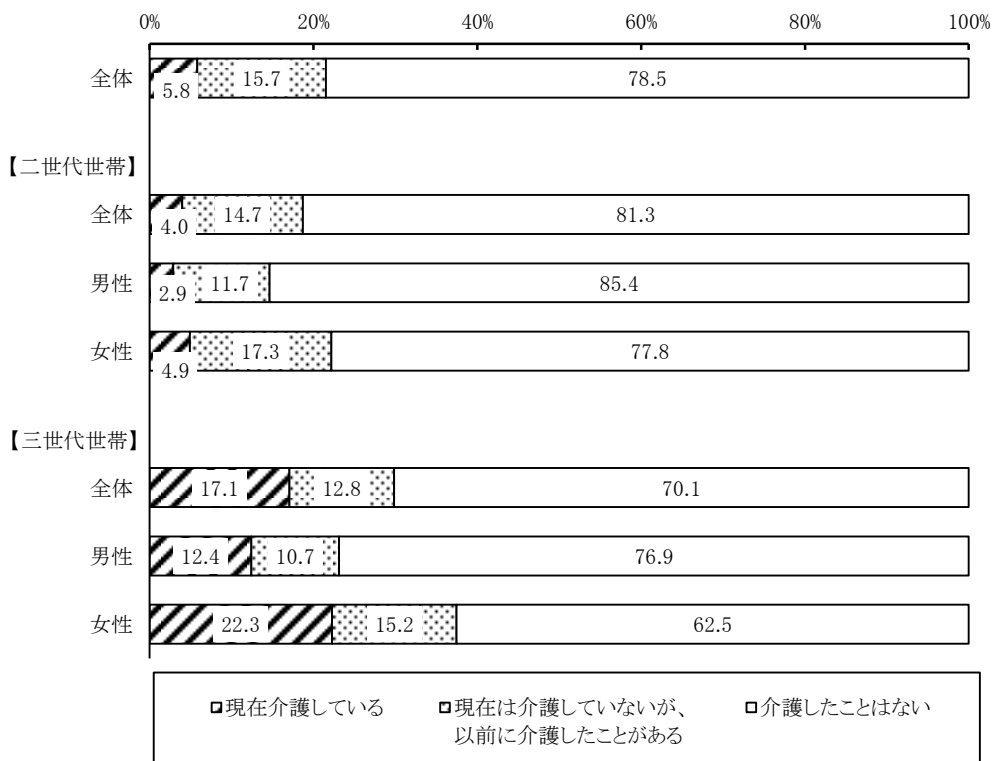 0% 20% 40% 60% 80% 100%
全体 5.8 15.7 78.5
【二世代世帯】
全体 4.0 14.7 81.3
男性 2.9 11.7 85.4
女性 4.9 17.3 77.8
【三世代世帯】
全体 17.1 12.8 70.1
男性 12.4 10.7 76.9
女性 22.3 15.2 62.5
現在介護している 現在は介護していないが、 介護したことはない
以前に介護したことがある